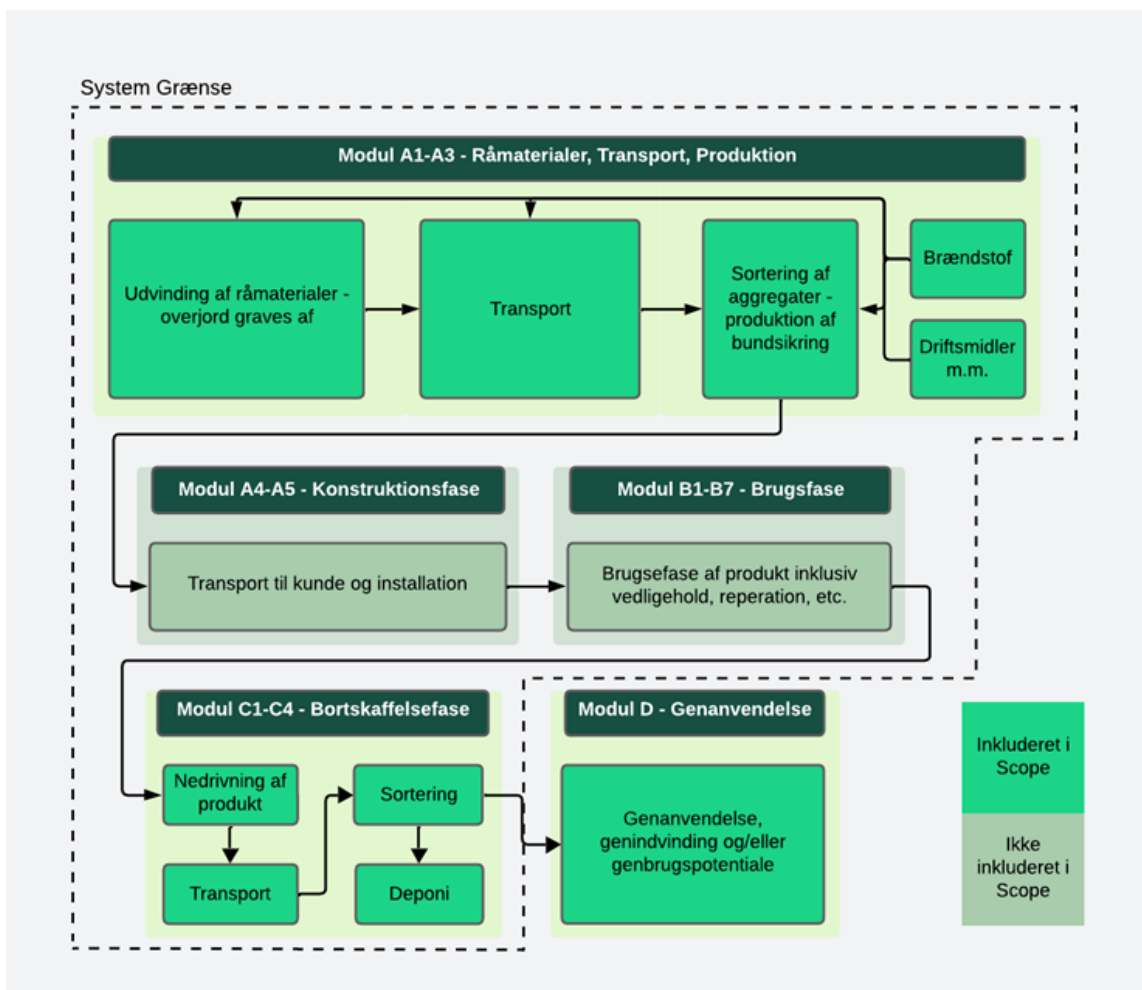 System Grænse
Modul A1-A3 - Råmaterialer, Transport, Produktion
Udvinding af råmaterialer -
overjord graves af
Transport
Sortering af
aggregater -
produktion af
bundsikring
Brændstof
Driftsmidler
m.m.
Modul A4-A5 - Konstruktionsfase
Modul B1-B7 - Brugsfase
Transport til kunde og installation
Brugsefase af produkt inklusiv
vedligehold, reperation, etc.
Modul C1-C4 - Bortskaffelsefase
Modul D - Genanvendelse
Nedrivning af
produkt
Sortering
Transport
Deponi
Genanvendelse,
genindvinding og/eller
genbrugspotentiale
Inkluderet i
Scope
Ikke
inkluderet i
Scope